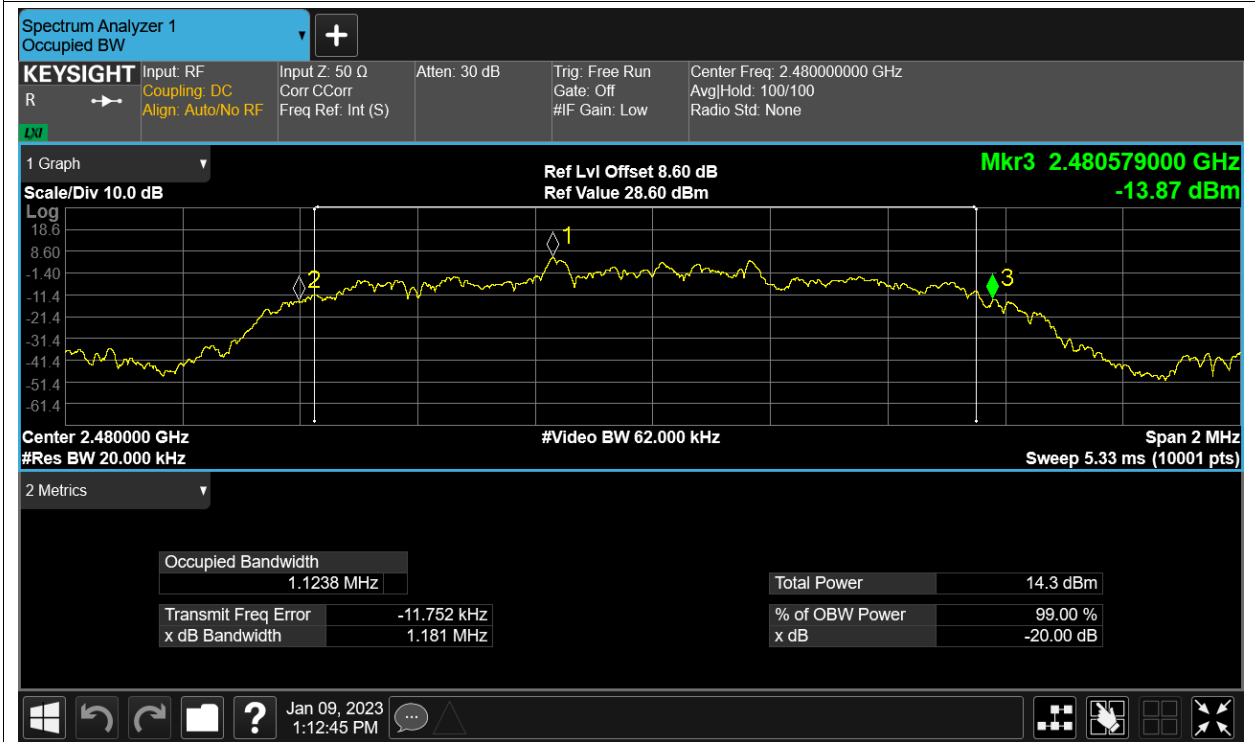 Spectrum Analyzer 1
Occupied BW
▼
+
KEYSIGHT
R
LXI
Input: RF
Coupling: DC
Align: Auto/No RF
Input Z: 50 Ω
Corr CCorr
Freq Ref: Int (S)
Atten: 30 dB
Trig: Free Run
Gate: Off
#IF Gain: Low
Center Freq: 2.480000000 GHz
Avg|Hold: 100/100
Radio Std: None
1 Graph ▼
Ref Lvl Offset 8.60 dB
Mkr3 2.480579000 GHz
Scale/Div 10.0 dB
Ref Value 28.60 dBm
-13.87 dBm
Log
18.6
8.60
-1.40
-11.4
-21.4
-31.4
-41.4
-51.4
-61.4
1
2
3
Center 2.480000 GHz
#Video BW 62.000 kHz
Span 2 MHz
#Res BW 20.000 kHz
Sweep 5.33 ms (10001 pts)
2 Metrics ▼
Occupied Bandwidth
1.1238 MHz
Total Power 14.3 dBm
Transmit Freq Error -11.752 kHz
% of OBW Power 99.00 %
x dB Bandwidth 1.181 MHz
x dB -20.00 dB
?
Jan 09, 2023
1:12:45 PM